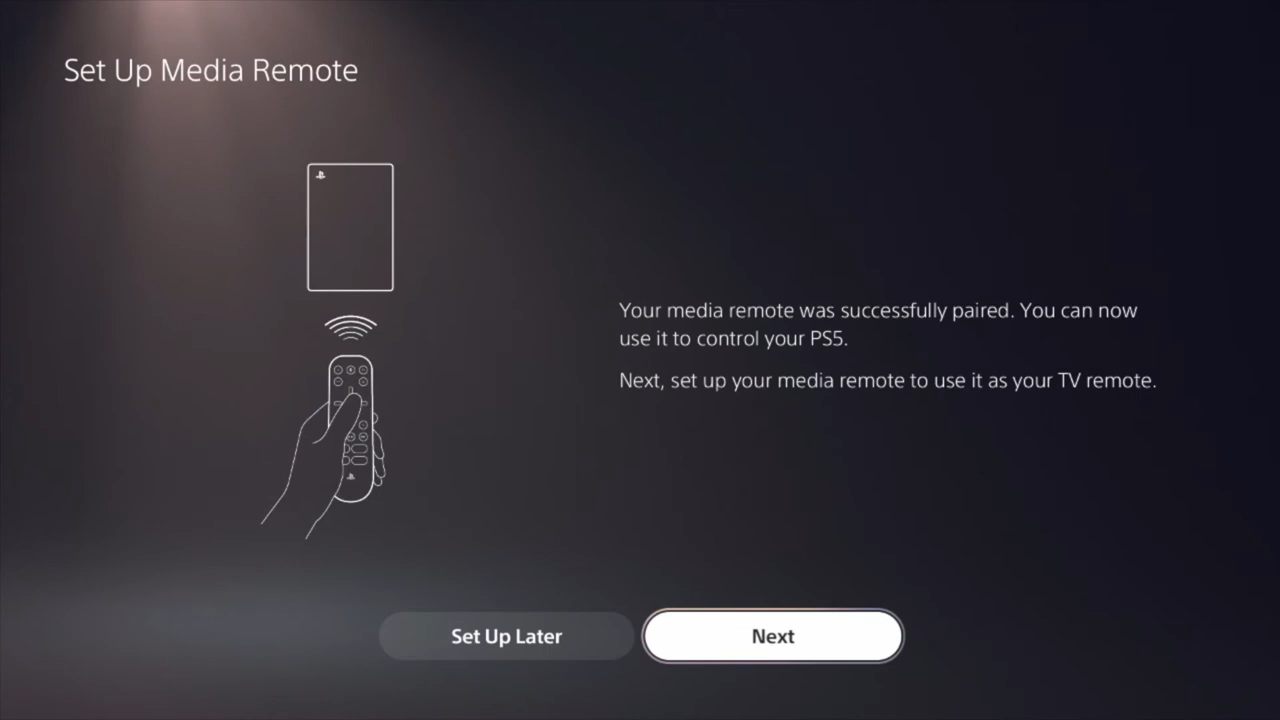 Set Up Media Remote
Your media remote was successfully paired. You can now
use it to control your PS5.
Next, set up your media remote to use it as your TV remote.
Set Up Later
Next